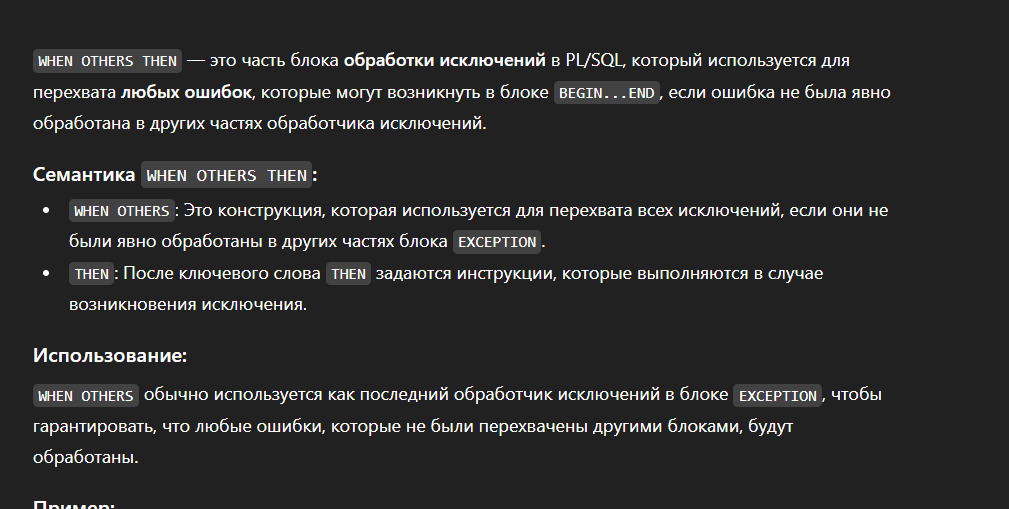 WHEN OTHERS THEN — это часть блока обработки исключений в PL/SQL, который используется для
перехвата любых ошибок, которые могут возникнуть в блоке BEGIN...END, если ошибка не была явно
обработана в других частях обработчика исключений.
Семантика WHEN OTHERS THEN:
• WHEN OTHERS: Это конструкция, которая используется для перехвата всех исключений, если они не
были явно обработаны в других частях блока EXCEPTION.
• THEN: После ключевого слова THEN задаются инструкции, которые выполняются в случае
возникновения исключения.
Использование:
WHEN OTHERS обычно используется как последний обработчик исключений в блоке EXCEPTION, чтобы
гарантировать, что любые ошибки, которые не были перехвачены другими блоками, будут
обработаны.
Пример: